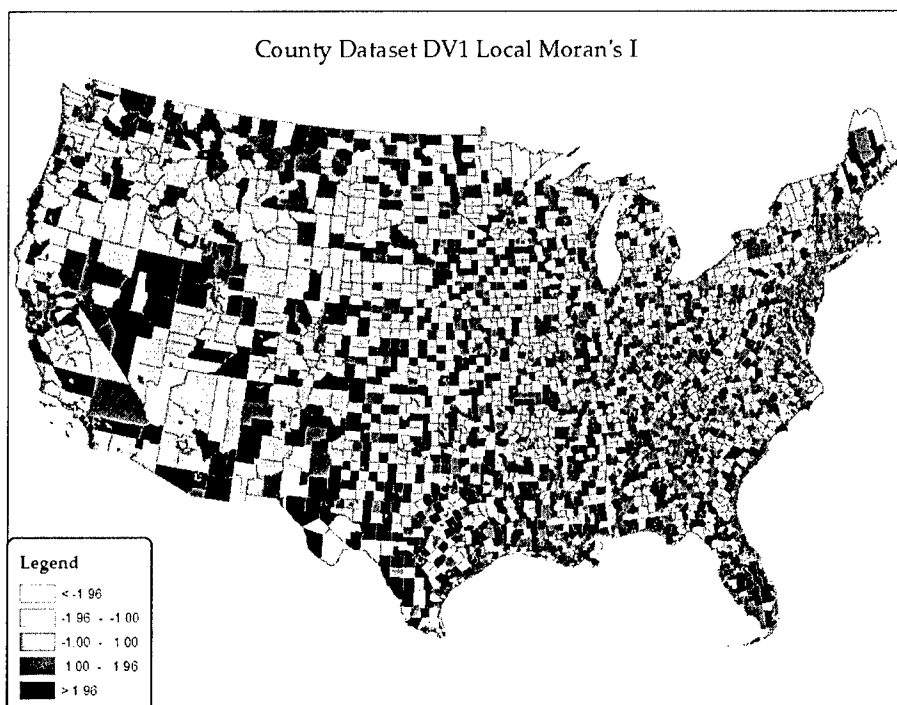 County Dataset DV1 Local Moran's I
Legend
< -1 96
-1 96 - -1 00
-1.00 - 1 00
1 00 - 1 96
> 1 96